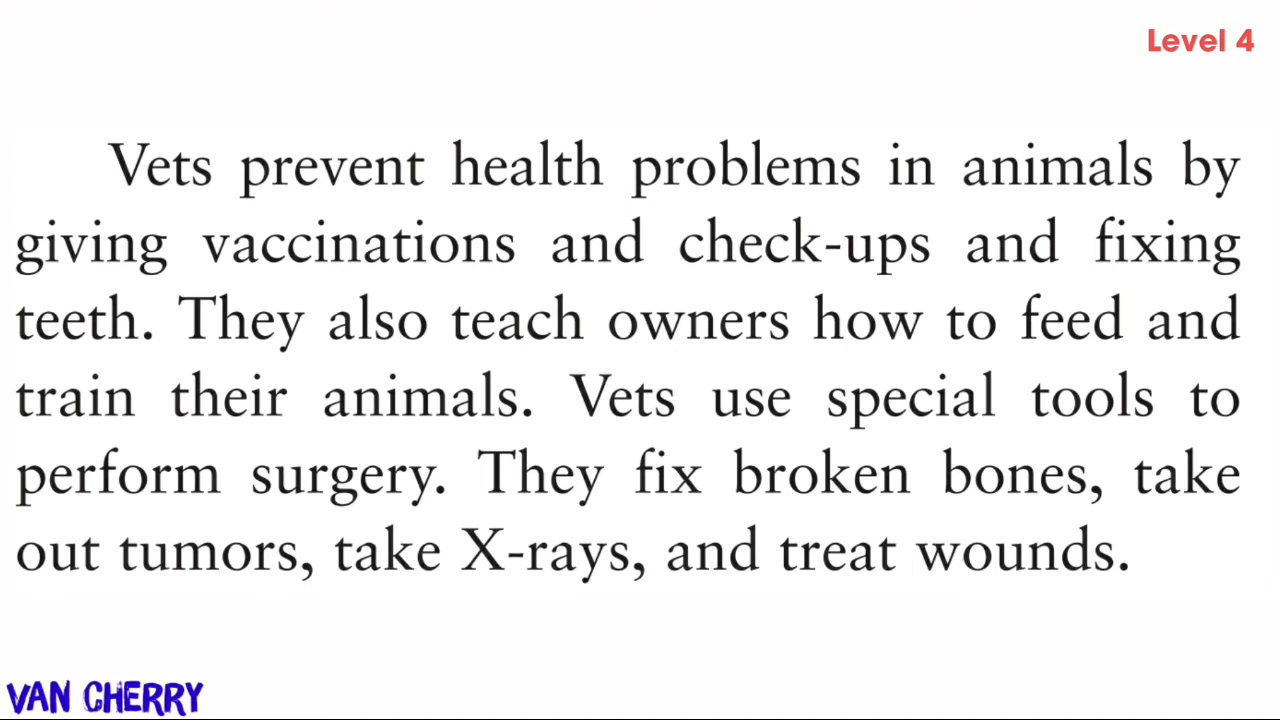 Level 4
Vets prevent health problems in animals by
giving vaccinations and check-ups and fixing
teeth. They also teach owners how to feed and
train their animals. Vets use special tools to
perform surgery. They fix broken bones, take
out tumors, take X-rays, and treat wounds.
VAN CHERRY